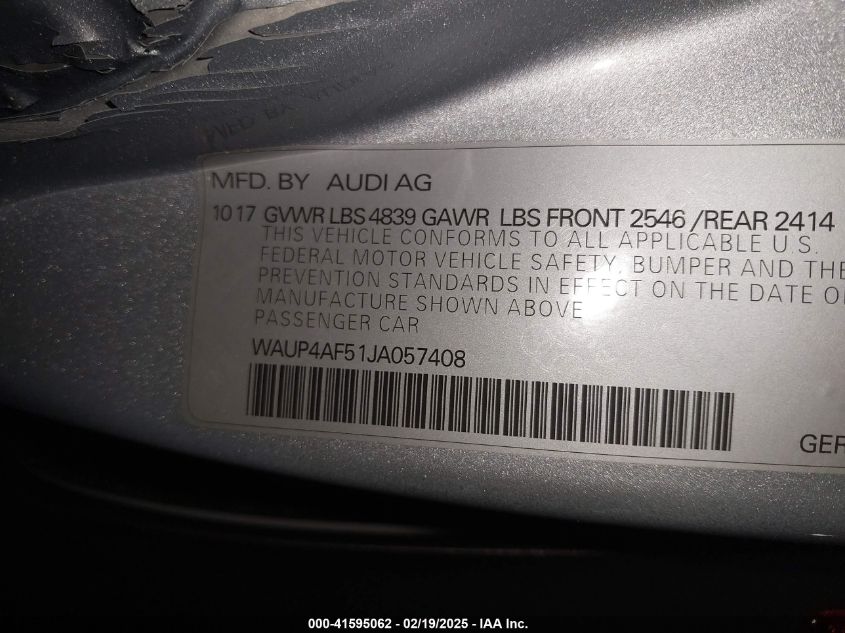 MFD. BY AUDI AG
10 17 GVWR LBS 4839 GAWR LBS FRONT 2546 /REAR 2414
THIS VEHICLE CONFORMS TO ALL APPLICABLE U.S.
FEDERAL MOTOR VEHICLE SAFETY, BUMPER AND THE
PREVENTION STANDARDS IN EFFECT ON THE DATE O
MANUFACTURE SHOWN ABOVE
PASSENGER CAR
WAUP4AF51JA057408
GER
000-41595062 - 02/19/2025 - IAA Inc.